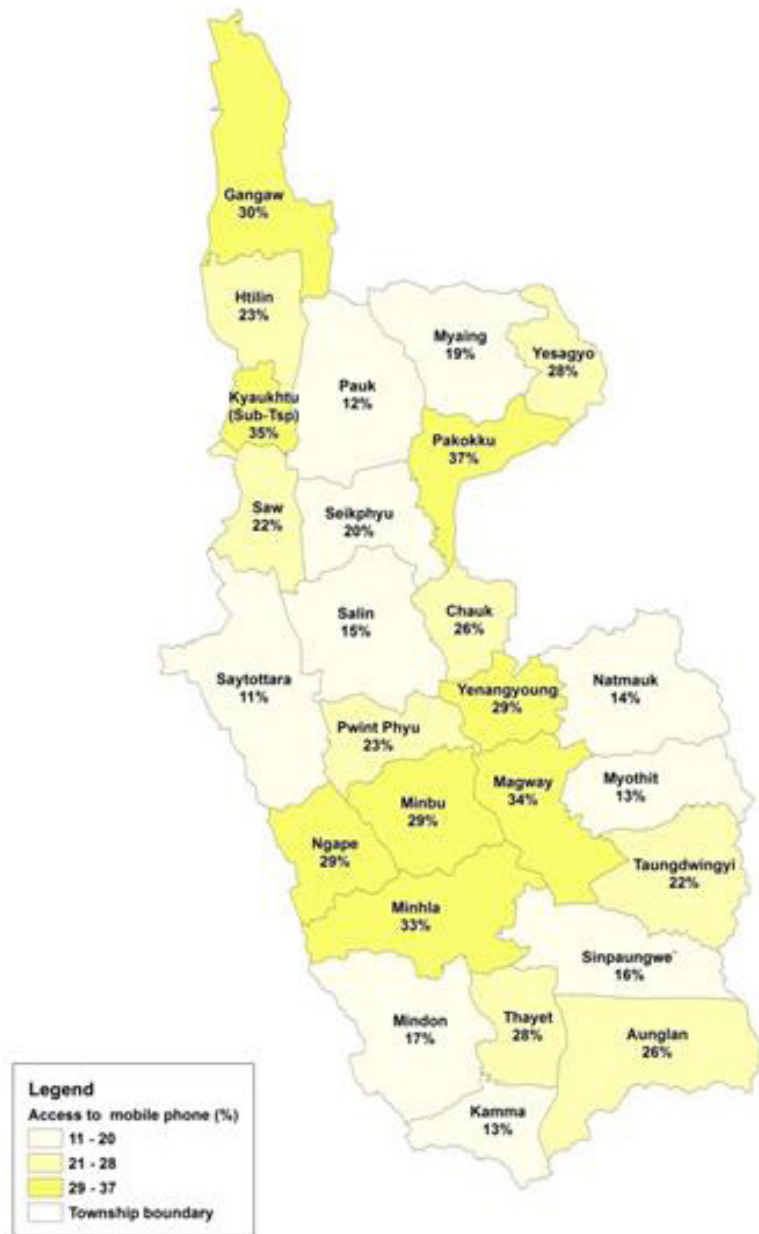 Gangaw
30%
Htilin
23%
Myaing
19%
Yesagyo
28%
Pauk
12%
Kyaukhtu
(Sub-Tsp)
35%
Pakokku
37%
Saw
22%
Seikphyu
20%
Salin
15%
Chauk
26%
Saytottara
11%
Yenangyoung
29%
Natmauk
14%
Pwint Phyu
23%
Magway
34%
Myothit
13%
Minbu
29%
Ngape
29%
Taungdwingyi
22%
Minhla
33%
Sinpaungwe`
16%
Mindon
17%
Thayet
28%
Aunglan
26%
Kamma
13%
Legend
Access to mobile phone (%)
11 - 20
21 - 28
29 - 37
Township boundary